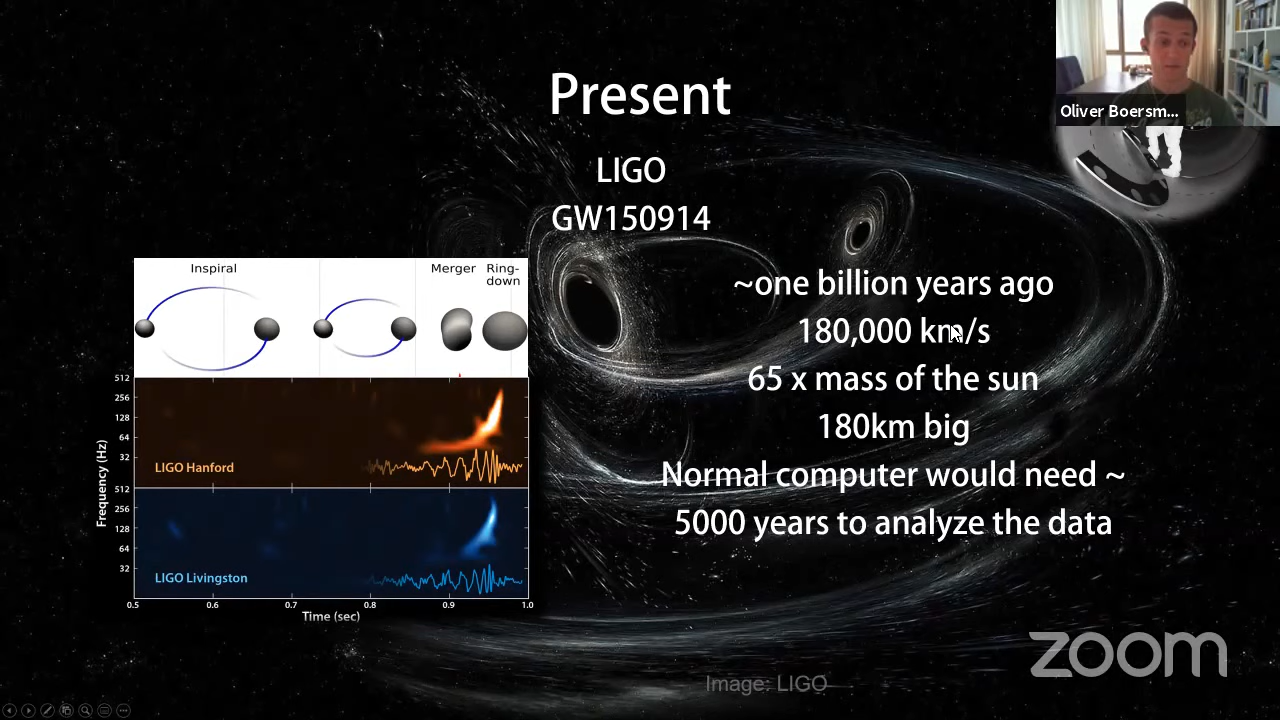 Present
Oliver Boersm...
LIGO
GW150914
Inspiral
Merger
Ring-
down
~one billion years ago
180,000 km/s
65 x mass of the sun
180km big
Normal computer would need ~
5000 years to analyze the data
512
256
128
64
32
LIGO Hanford
Frequency (Hz)
512
256
128
64
32
LIGO Livingston
0.5
0.6
0.7
0.8
0.9
1.0
Time (sec)
zoom
Image: LIGO